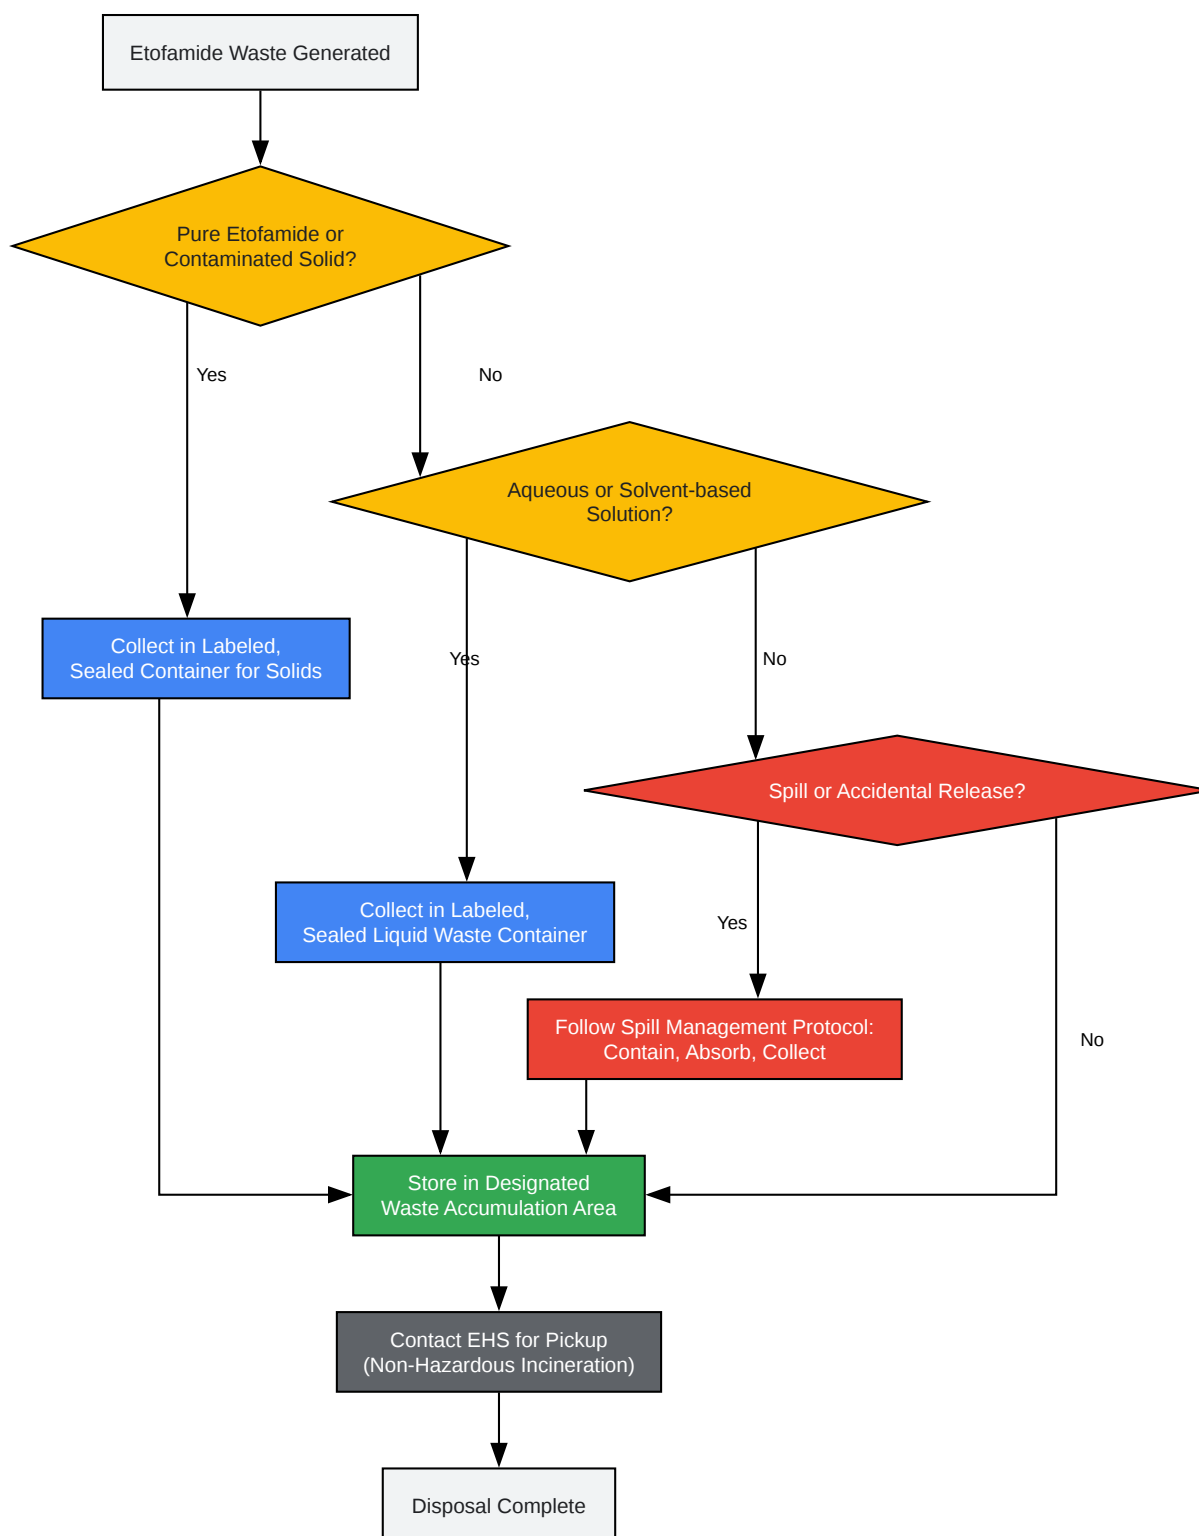 Etofamide Waste Generated
Pure Etofamide or
Contaminated Solid?
Yes
No
Aqueous or Solvent-based
Solution?
Collect in Labeled,
Sealed Container for Solids
Yes
No
Spill or Accidental Release?
Collect in Labeled,
Sealed Liquid Waste Container
Yes
Follow Spill Management Protocol:
Contain, Absorb, Collect
No
Store in Designated
Waste Accumulation Area
Contact EHS for Pickup
(Non-Hazardous Incineration)
Disposal Complete